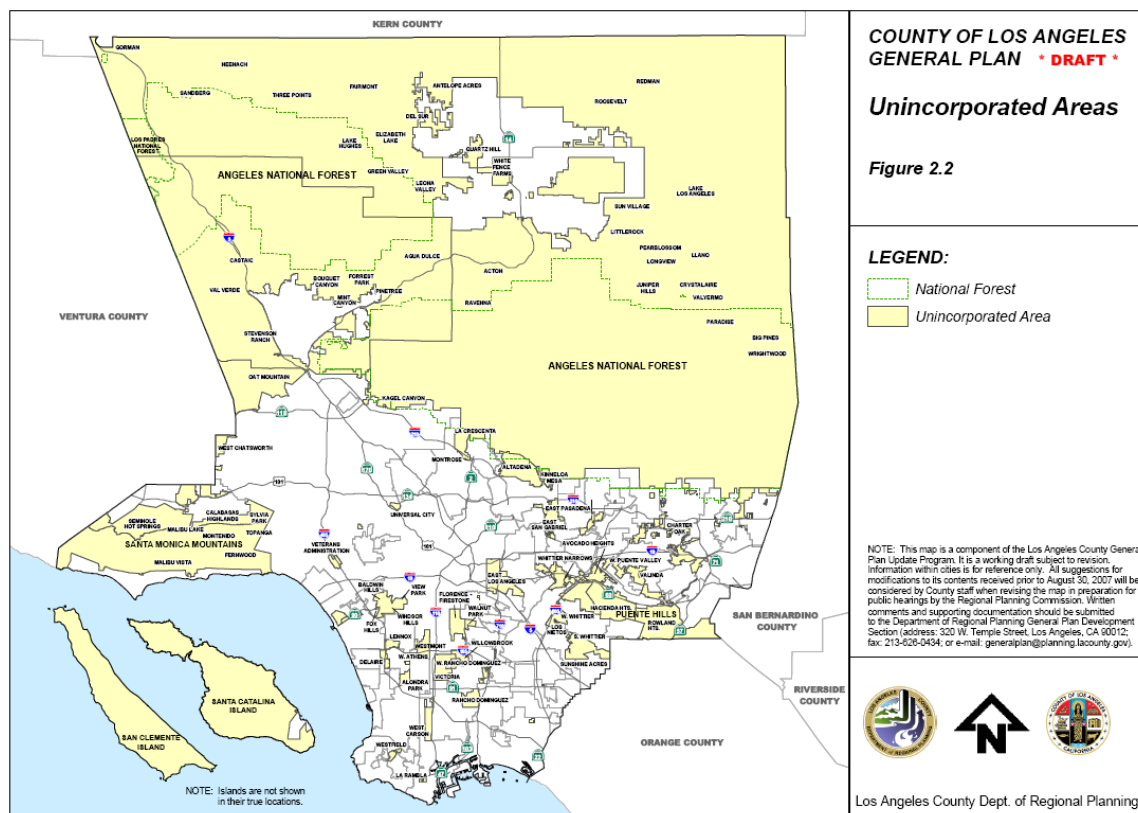 KERN COUNTY
GORMAN
NEENACH
SANDBERG
THREE POINTS
FAIRMONT
ANTELOPE ACRES
REDMAN
ROOSEVELT
DEL SUR
LOS PADRES
NATIONAL
FOREST
LAKE
HUGHES
ELIZABETH
LAKE
QUARTZ HILL
WHITE
FENCE
FARMS
ANGELES NATIONAL FOREST
GREEN VALLEY
LEONA
VALLEY
LAKE
LOS ANGELES
SUN VILLAGE
LITTLEROCK
PEARBLOSSOM
LONGVIEW
LLANO
CASTAIC
AGUA DULCE
ACTON
BOUQUET
CANYON
FORREST
PARK
VAL VERDE
MINT
CANYON
PINETREE
RAVENNA
JUNIPER
HILLS
CRYSTALAIRE
VALYERMO
VENTURA COUNTY
STEVENSON
RANCH
PARADISE
BIG PINES
WRIGHTWOOD
ANGELES NATIONAL FOREST
OAT MOUNTAIN
KAGEL CANYON
LA CRESCENTA
WEST CHATSWORTH
MONTROSE
ALTADENA
KINNELOA
MESA
101
UNIVERSAL CITY
EAST PASADENA
EAST
SAN GABRIEL
CHARTER
OAK
CALABASAS
HIGHLANDS
SYLVIA
PARK
SEMINOLE
HOT SPRINGS
MALIBU LAKE
MONTENIDO
TOPANGA
SANTA MONICA MOUNTAINS
FERNWOOD
MALIBU VISTA
VETERANS
ADMINISTRATION
101
AVOCADO HEIGHTS
WHITTIER NARROWS
W. PUENTE VALLEY
VALINDA
BALDWIN
HILLS
VIEW
PARK
EAST
LOS ANGELES
FLORENCE
FIRESTONE
WALNUT
PARK
WINDSOR
HILLS
FOX
HILLS
HACIENDA HTS.
PUENTE HILLS
ROWLAND
HTS.
W. WHITTIER
LOS
NIETOS
S. WHITTIER
SUNSHINE ACRES
LENNOX
WESTMONT
WILLOWBROOK
W. ATHENS
DELAIRE
W. RANCHO DOMINGUEZ
ALONDRA
PARK
VICTORIA
RANCHO DOMINGUEZ
WEST
CARSON
WESTFIELD
LA RAMBLA
SAN BERNARDINO
COUNTY
RIVERSIDE
COUNTY
ORANGE COUNTY
SANTA CATALINA
ISLAND
SAN CLEMENTE
ISLAND
NOTE: Islands are not shown
in their true locations.
COUNTY OF LOS ANGELES
GENERAL PLAN * DRAFT *
Unincorporated Areas
Figure 2.2
LEGEND:
National Forest
Unincorporated Area
NOTE: This map is a component of the Los Angeles County General
Plan Update Program. It is a working draft subject to revision.
Information within cities is for reference only. All suggestions for
modifications to its contents received prior to August 30, 2007 will be
considered by County staff when revising the map in preparation for
public hearings by the Regional Planning Commission. Written
comments and supporting documentation should be submitted
to the Department of Regional Planning General Plan Development
Section (address: 320 W. Temple Street, Los Angeles, CA 90012;
fax: 213-626-0434; or e-mail: generalplan@planning.lacounty.gov).
N
Los Angeles County Dept. of Regional Planning